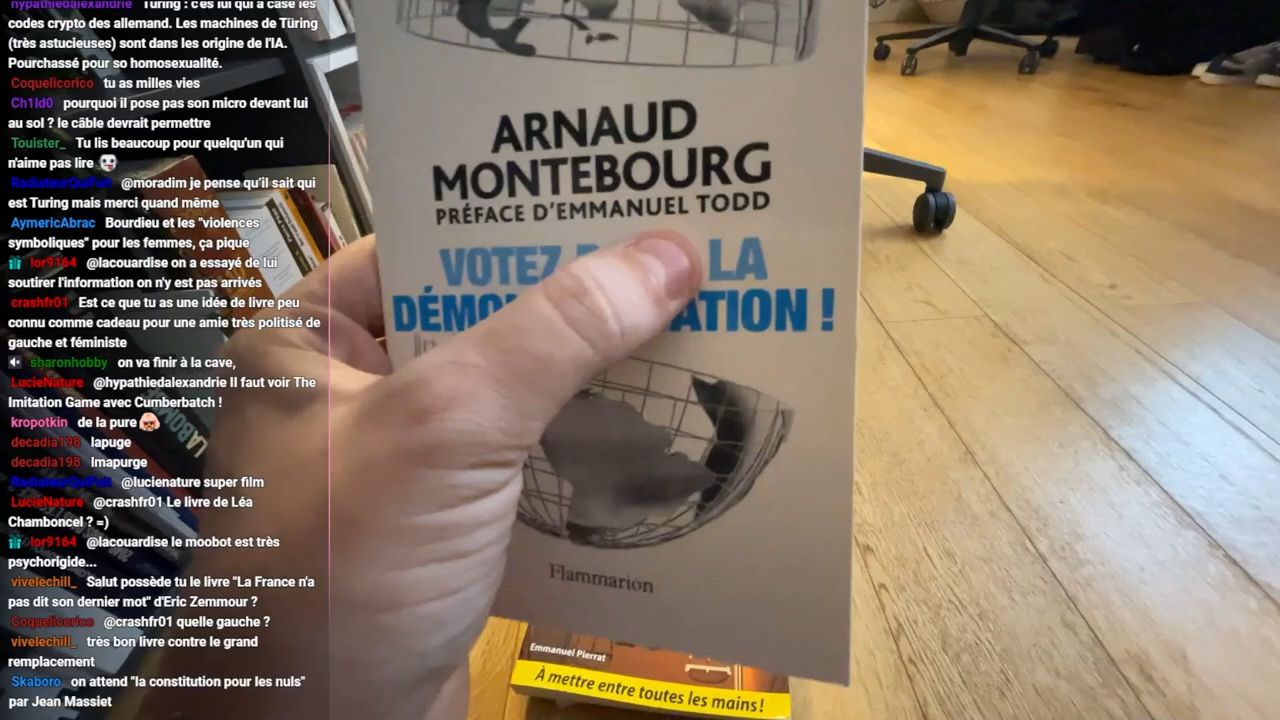 hypathiedalexandrie Turing : c'es lui qui a casé les
codes crypto des allemand. Les machines de Türing
(très astucieuses) sont dans les origine de l'IA.
Pourchassé pour so homosexualité.
Coquelicorico tu as milles vies
Ch1ld0 pourquoi il pose pas son micro devant lui
au sol ? le câble devrait permettre
Touister_ Tu lis beaucoup pour quelqu'un qui
n'aime pas lire
RadiateurQuiFuit @moradim je pense qu'il sait qui
est Turing mais merci quand même
AymericAbrac Bourdieu et les "violences
symboliques" pour les femmes, ça pique
lor9164 @lacouardise on a essayé de lui
soutirer l'information on n'y est pas arrivés
crashfr01 Est ce que tu as une idée de livre peu
connu comme cadeau pour une amie très politisé de
gauche et féministe
sharonhobby on va finir à la cave,
LucieNature @hypathiedalexandrie Il faut voir The
Imitation Game avec Cumberbatch !
kropotkin de la pure
decadia198 lapuge
decadia198 lmapurge
RadiateurQuiFuit @lucienature super film
LucieNature @crashfr01 Le livre de Léa
Chamboncel ? =)
lor9164 @lacouardise le moobot est très
psychorigide...
vivelechill_ Salut possède tu le livre "La France n'a
pas dit son dernier mot" d'Eric Zemmour ?
Coquelicorico @crashfr01 quelle gauche ?
vivelechill_ très bon livre contre le grand
remplacement
Skaboro on attend "la constitution pour les nuls"
par Jean Massiet
ARNAUD
MONTEBOURG
PRÉFACE D'EMMANUEL TODD
VOTEZ LA
DÉMO ATION !
Flammarion
Emmanuel Pierrat
À mettre entre toutes les mains !